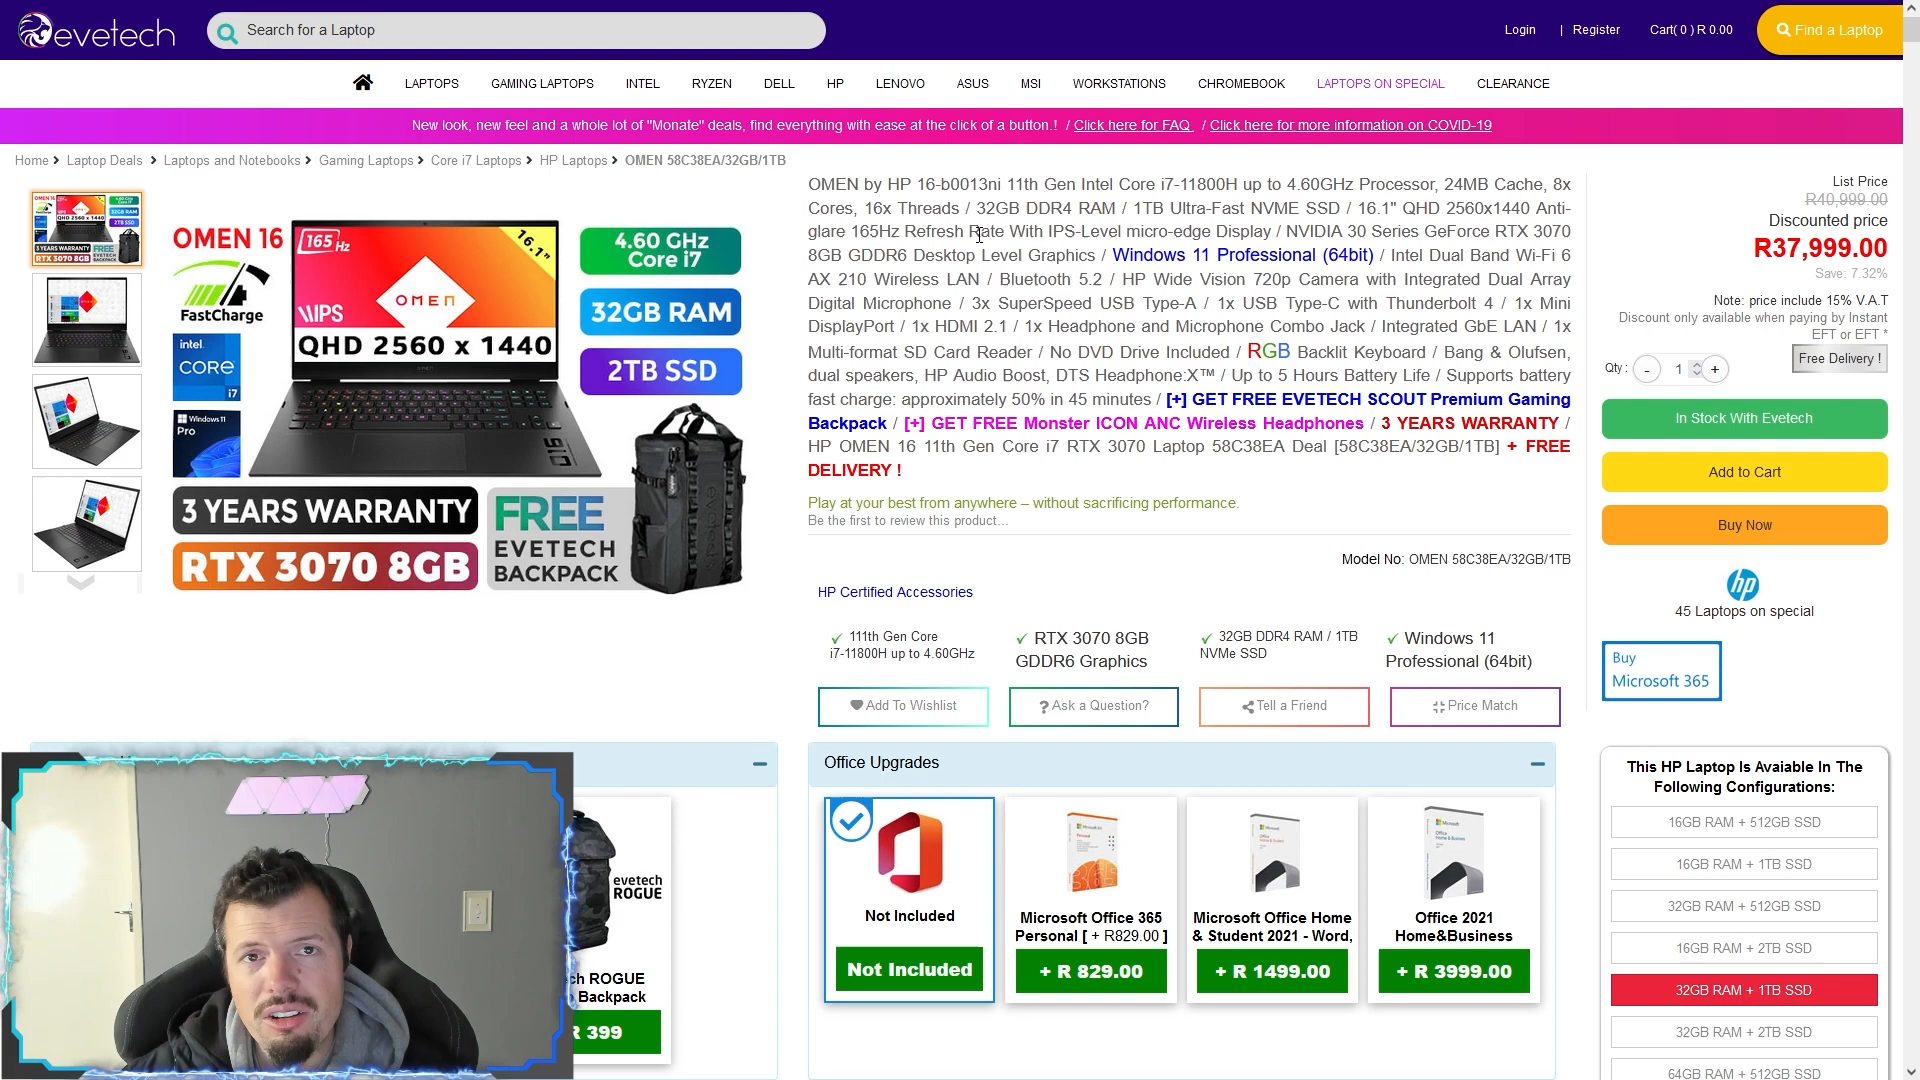 evetech
Search for a Laptop
Login | Register Cart( 0 ) R 0.00 Find a Laptop
LAPTOPS GAMING LAPTOPS INTEL RYZEN DELL HP LENOVO ASUS MSI WORKSTATIONS CHROMEBOOK LAPTOPS ON SPECIAL CLEARANCE
New look, new feel and a whole lot of "Monate" deals, find everything with ease at the click of a button.! / Click here for FAQ / Click here for more information on COVID-19
Home Laptop Deals Laptops and Notebooks Gaming Laptops Core i7 Laptops HP Laptops OMEN 58C38EA/32GB/1TB
OMEN 16
FastCharge
intel
CORE
i7
Windows 11
Pro
165 Hz
16.1"
OMEN
IPS
QHD 2560 x 1440
4.60 GHz
Core i7
32GB RAM
2TB SSD
3 YEARS WARRANTY
RTX 3070 8GB
FREE
EVETECH
BACKPACK
OMEN by HP 16-b0013ni 11th Gen Intel Core i7-11800H up to 4.60GHz Processor, 24MB Cache, 8x
Cores, 16x Threads / 32GB DDR4 RAM / 1TB Ultra-Fast NVME SSD / 16.1" QHD 2560x1440 Anti-
glare 165Hz Refresh Rate With IPS-Level micro-edge Display / NVIDIA 30 Series GeForce RTX 3070
8GB GDDR6 Desktop Level Graphics / Windows 11 Professional (64bit) / Intel Dual Band Wi-Fi 6
AX 210 Wireless LAN / Bluetooth 5.2 / HP Wide Vision 720p Camera with Integrated Dual Array
Digital Microphone / 3x SuperSpeed USB Type-A / 1x USB Type-C with Thunderbolt 4 / 1x Mini
DisplayPort / 1x HDMI 2.1 / 1x Headphone and Microphone Combo Jack / Integrated GbE LAN / 1x
Multi-format SD Card Reader / No DVD Drive Included / RGB Backlit Keyboard / Bang & Olufsen,
dual speakers, HP Audio Boost, DTS Headphone:X™ / Up to 5 Hours Battery Life / Supports battery
fast charge: approximately 50% in 45 minutes / [+] GET FREE EVETECH SCOUT Premium Gaming
Backpack / [+] GET FREE Monster ICON ANC Wireless Headphones / 3 YEARS WARRANTY /
HP OMEN 16 11th Gen Core i7 RTX 3070 Laptop 58C38EA Deal [58C38EA/32GB/1TB] + FREE
DELIVERY !
Play at your best from anywhere – without sacrificing performance.
Be the first to review this product...
Model No: OMEN 58C38EA/32GB/1TB
HP Certified Accessories
111th Gen Core
i7-11800H up to 4.60GHz
RTX 3070 8GB
GDDR6 Graphics
32GB DDR4 RAM / 1TB
NVMe SSD
Windows 11
Professional (64bit)
Add To Wishlist
Ask a Question?
Tell a Friend
Price Match
List Price
R40,999.00
Discounted price
R37,999.00
Save: 7.32%
Note: price include 15% V.A.T
Discount only available when paying by Instant
EFT or EFT *
Free Delivery !
Qty : - 1 +
In Stock With Evetech
Add to Cart
Buy Now
hp
45 Laptops on special
Buy
Microsoft 365
evetech
ROGUE
ch ROGUE
Backpack
R 399
Office Upgrades
Not Included
Not Included
Microsoft Office 365
Personal [ + R829.00 ]
+ R 829.00
Microsoft Office Home
& Student 2021 - Word,
+ R 1499.00
Office 2021
Home&Business
+ R 3999.00
This HP Laptop Is Avaiable In The
Following Configurations:
16GB RAM + 512GB SSD
16GB RAM + 1TB SSD
32GB RAM + 512GB SSD
16GB RAM + 2TB SSD
32GB RAM + 1TB SSD
32GB RAM + 2TB SSD
64GB RAM + 512GB SSD